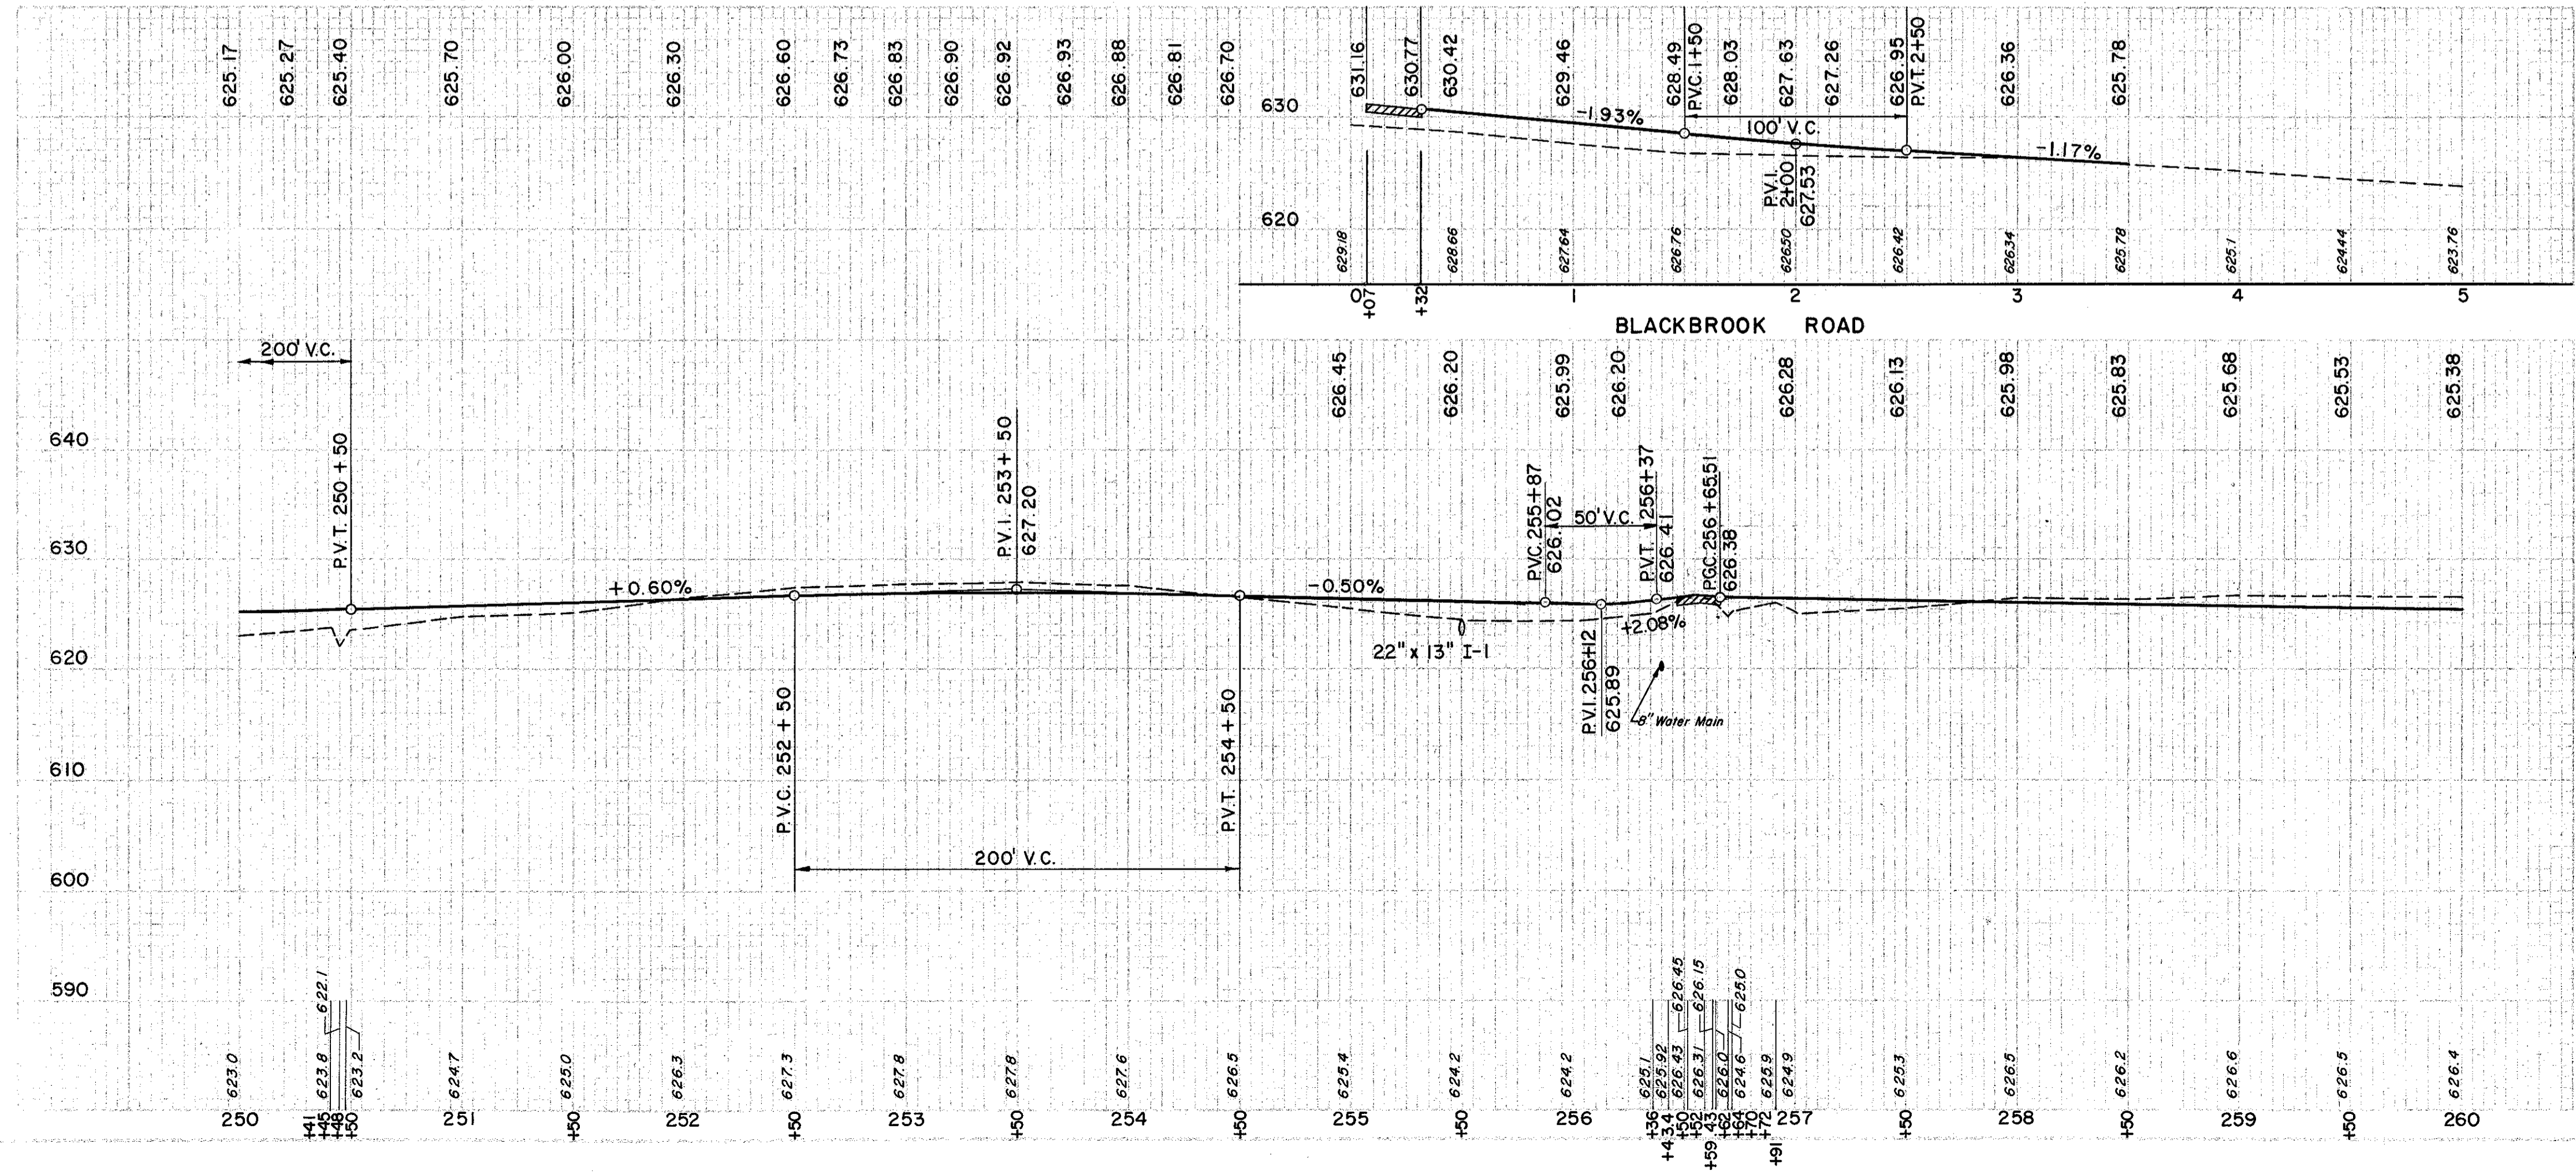 625.17 625.27 625.40 625.70 626.00 626.30 626.60 626.73 626.83 626.90 626.92 626.93 626.88 626.81 626.70
631.16 630.77 630.42 629.46 628.49 P.V.C. 1+50 628.03 627.63 627.26 626.95 P.V.T. 2+50 626.36 625.78
630
-1.93%
100' V.C.
-1.17%
P.V.I.
2+00
627.53
620
629.18 628.66 627.64 626.76 626.50 626.42 626.34 625.78 625.1 624.44 623.76
0 +07 +32 1 2 3 4 5
BLACKBROOK ROAD
200' V.C.
626.45 626.20 625.99 626.20 626.28 626.13 625.98 625.83 625.68 625.53 625.38
640
P.V.T. 250+50
P.V.I. 253+50
627.20
P.V.C. 255+87
626.02
50' V.C.
P.V.T. 256+37
626.41
P.G.C. 256+65.51
626.38
630
+0.60%
-0.50%
+2.08%
620
22" x 13" I-1
P.V.I. 256+12
625.89
8" Water Main
P.V.C. 252+50
P.V.T. 254+50
610
200' V.C.
600
590
622.1 626.45 626.15 625.0
623.0 623.8 623.2 624.7 625.0 626.3 627.3 627.8 627.8 627.6 626.5 625.4 624.2 624.2 625.1 625.92 626.43 626.31 626.0 624.6 625.9 624.9 625.3 626.5 626.2 626.6 626.5 626.4
250 +41 +45 +48 +50 251 +50 252 +50 253 +50 254 +50 255 +50 256 +36 +43.4 +50 +52 +59.43 +62 +64 +70 +72 +91 257 +50 258 +50 259 +50 260